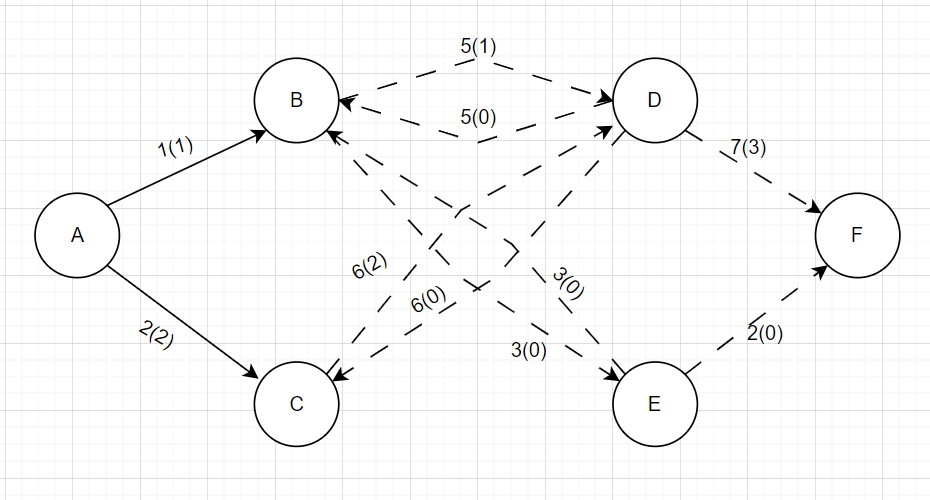 5(1)
B
D
5(0)
1(1)
7(3)
A
F
6(2)
3(0)
6(0)
2(2)
2(0)
3(0)
C
E